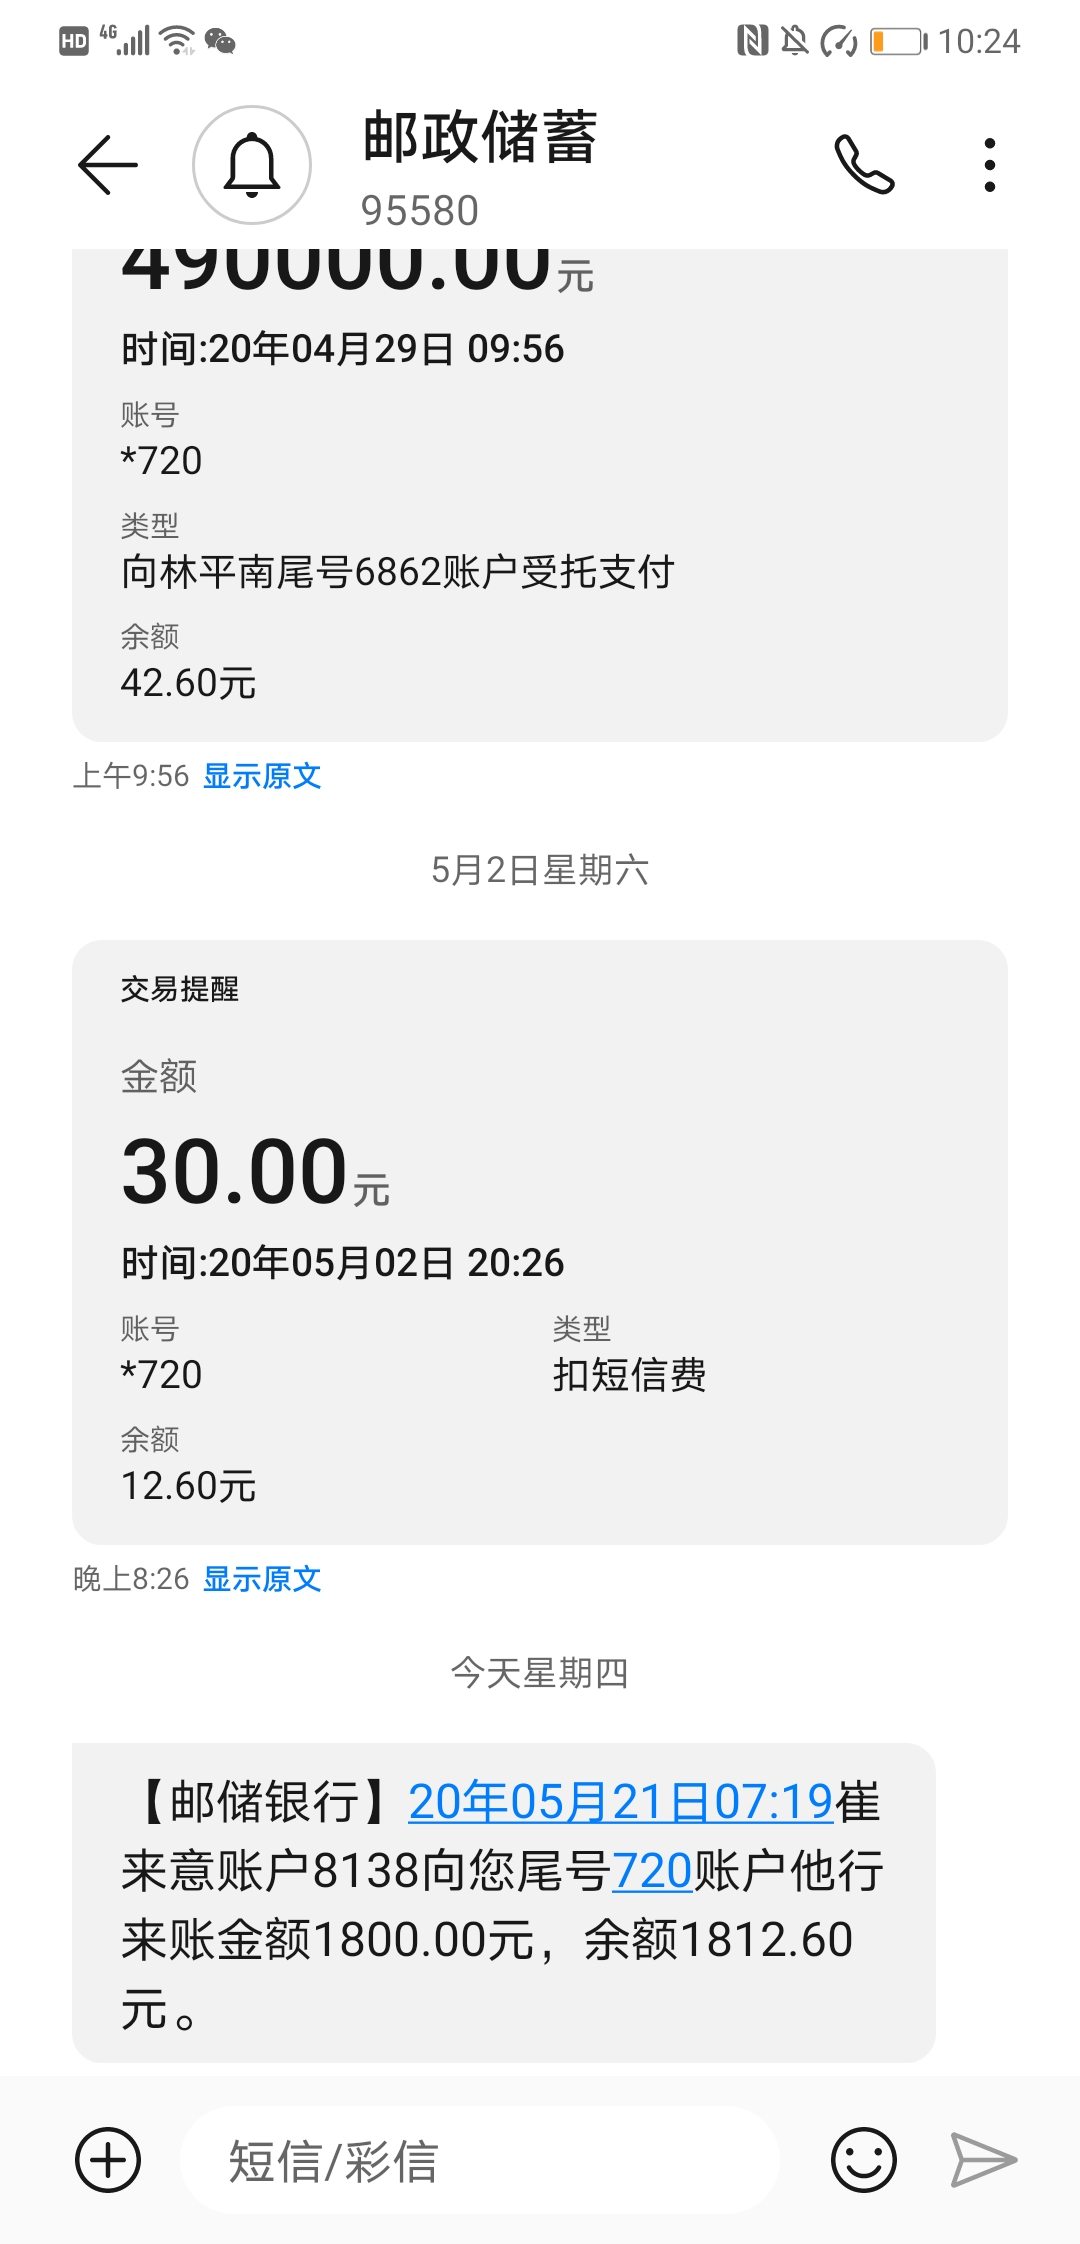 HD 4G 10:24
邮政储蓄
95580
490000.00元
时间:20年04月29日 09:56
账号
*720
类型
向林平南尾号6862账户受托支付
余额
42.60元
上午9:56 显示原文
5月2日星期六
交易提醒
金额
30.00元
时间:20年05月02日 20:26
账号 类型
*720 扣短信费
余额
12.60元
晚上8:26 显示原文
今天星期四
【邮储银行】20年05月21日07:19崔
来意账户8138向您尾号720账户他行
来账金额1800.00元，余额1812.60
元。
短信/彩信